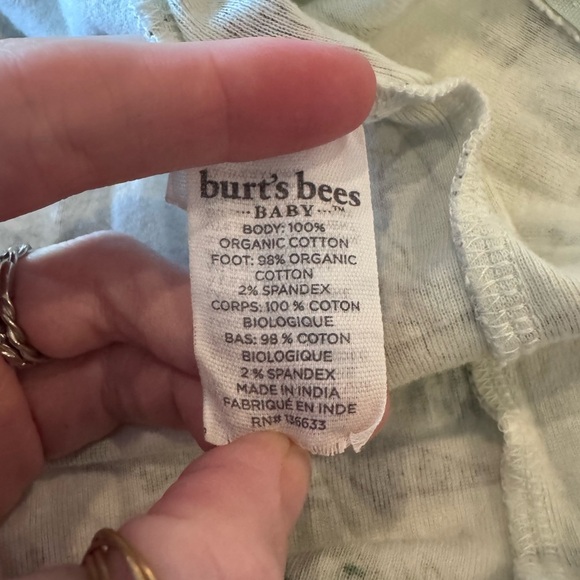 burt's bees
··· BABY ···™
BODY: 100%
ORGANIC COTTON
FOOT: 98% ORGANIC
COTTON
2% SPANDEX
CORPS: 100 % COTON
BIOLOGIQUE
BAS: 98 % COTON
BIOLOGIQUE
2 % SPANDEX
MADE IN INDIA
FABRIQUÉ EN INDE
RN# 136633